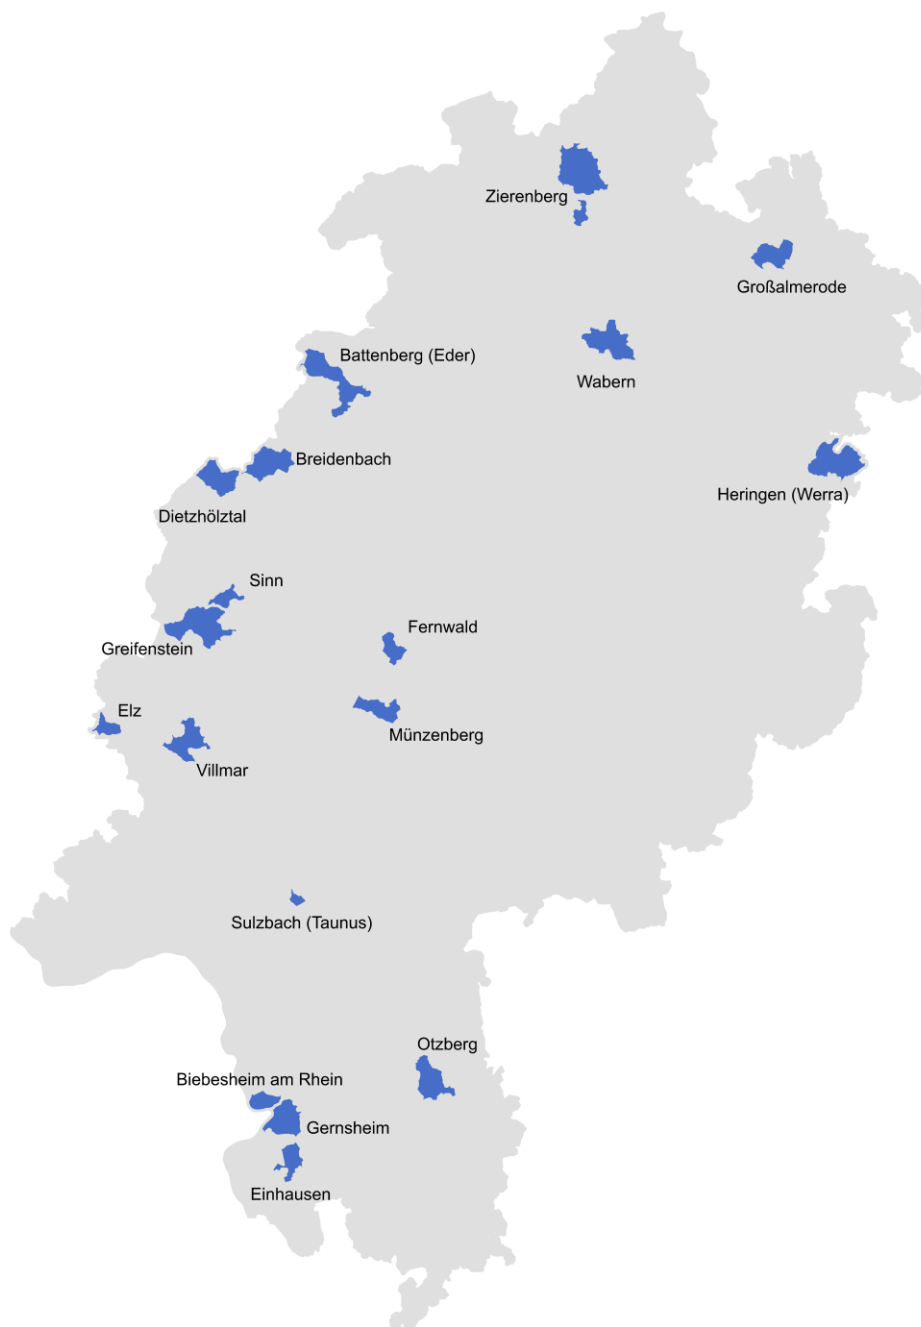 Zierenberg
Großalmerode
Battenberg (Eder)
Wabern
Breidenbach
Heringen (Werra)
Dietzhölztal
Sinn
Fernwald
Greifenstein
Elz
Münzenberg
Villmar
Sulzbach (Taunus)
Otzberg
Biebesheim am Rhein
Gernsheim
Einhausen